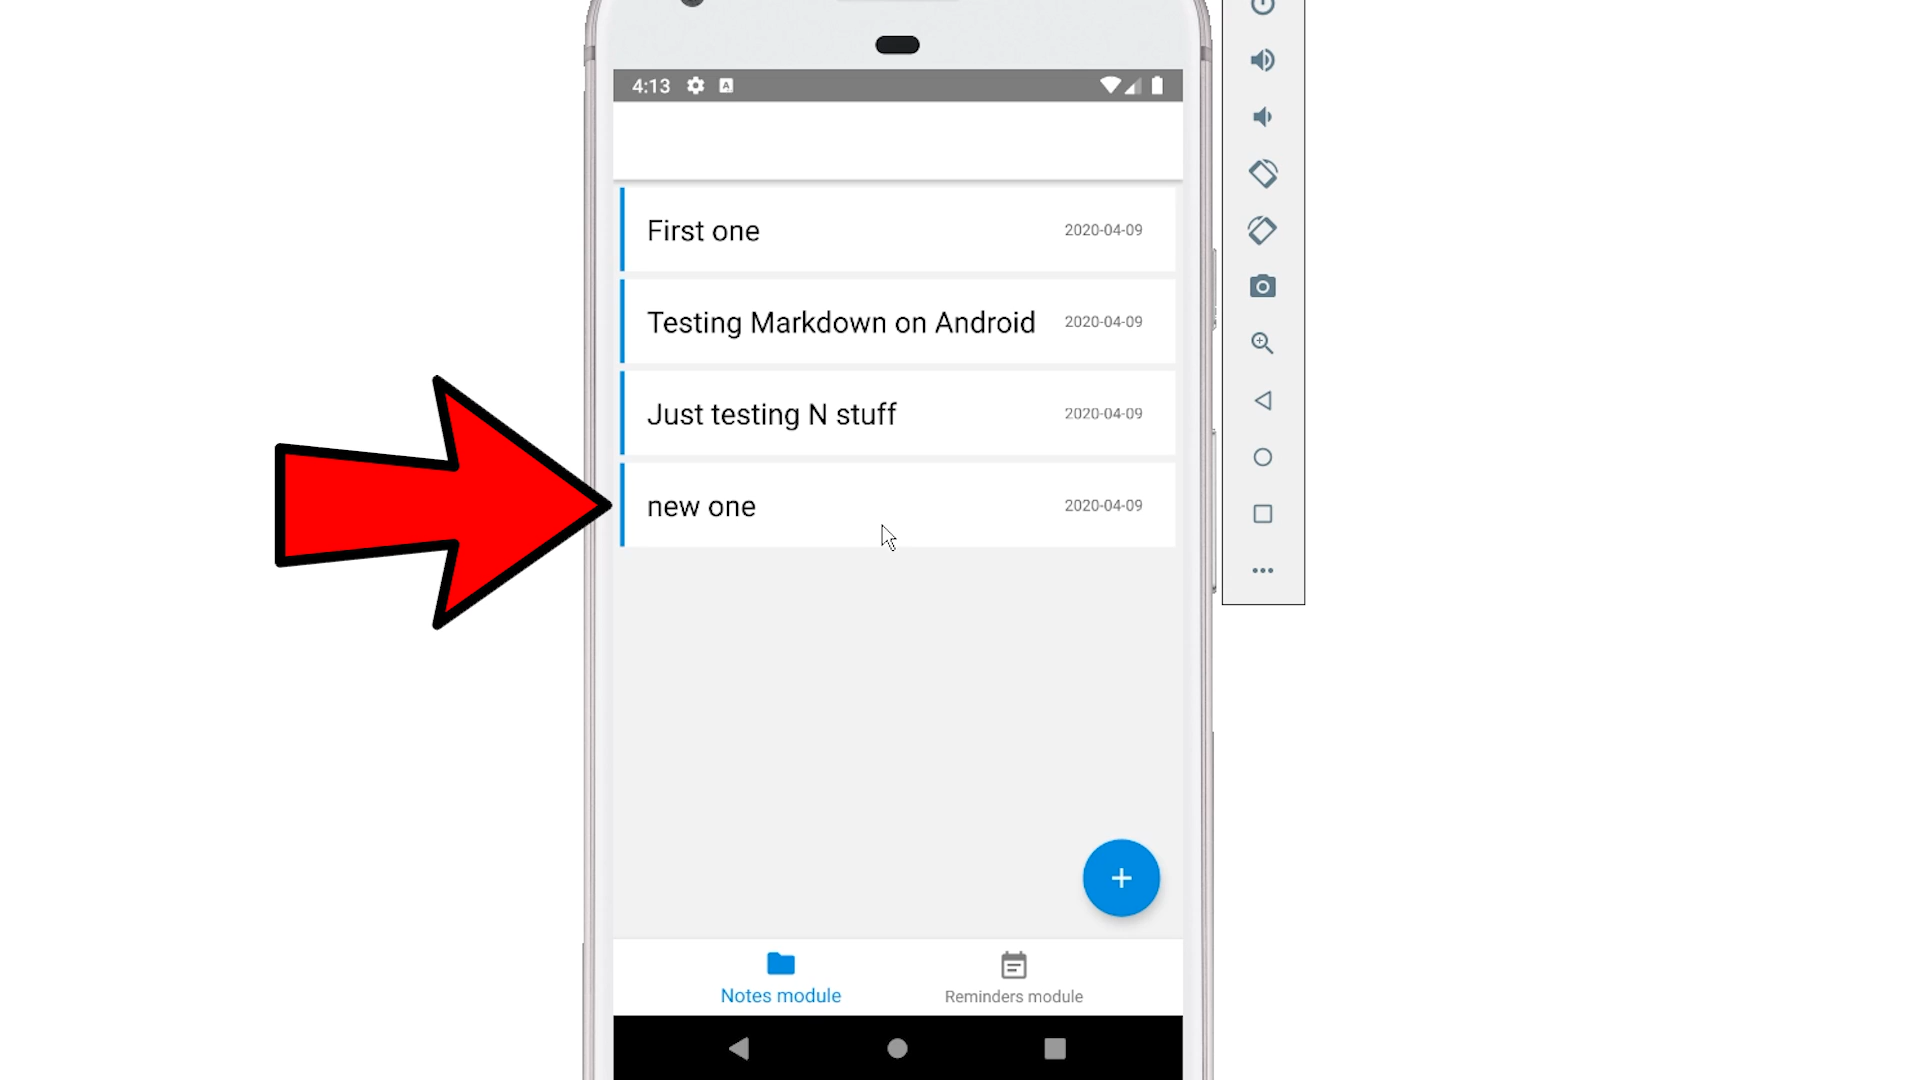 4:13
First one 2020-04-09
Testing Markdown on Android 2020-04-09
Just testing N stuff 2020-04-09
new one 2020-04-09
Notes module Reminders module